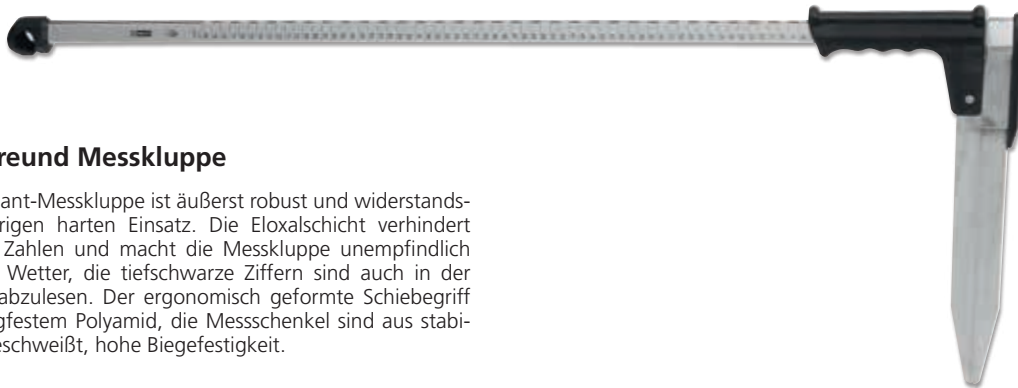 reund Messkluppe
ant-Messkluppe ist äußerst robust und widerstands-
rigen harten Einsatz. Die Eloxalschicht verhindert
Zahlen und macht die Messkluppe unempfindlich
Wetter, die tiefschwarze Ziffern sind auch in der
abzulesen. Der ergonomisch geformte Schiebegriff
gfestem Polyamid, die Messschenkel sind aus stabi-
eschweißt, hohe Biegefestigkeit.